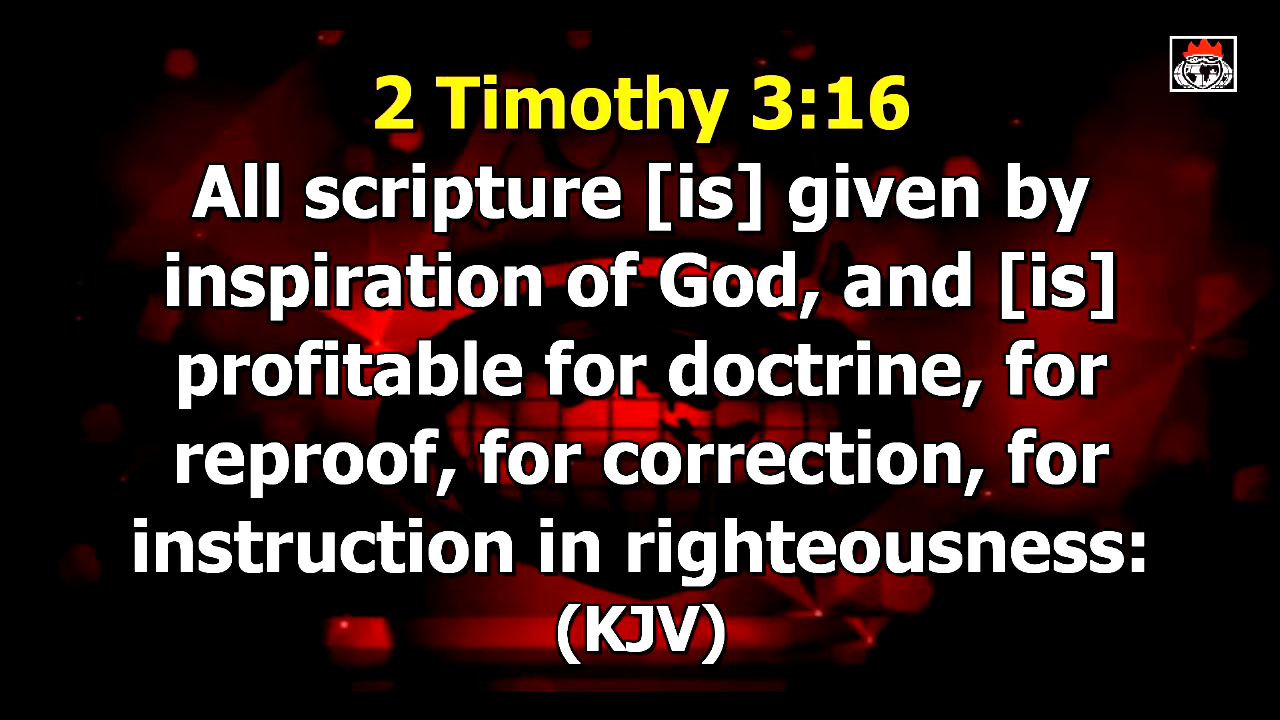 2 Timothy 3:16
All scripture [is] given by
inspiration of God, and [is]
profitable for doctrine, for
reproof, for correction, for
instruction in righteousness:
(KJV)